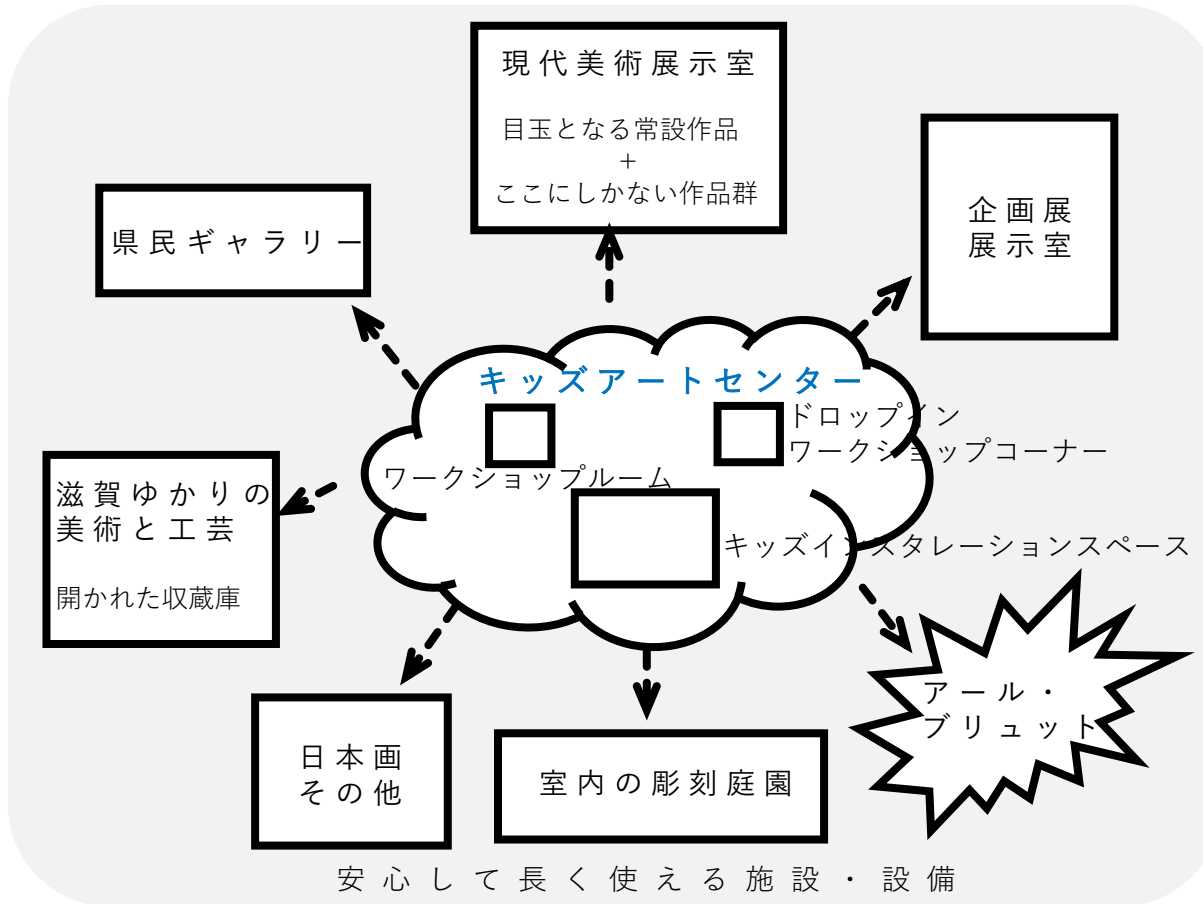 現代美術展示室
目玉となる常設作品
+
ここにしかない作品群
企画展
展示室
県民ギャラリー
キッズアートセンター
ドロップイン
ワークショップコーナー
ワークショップルーム
滋賀ゆかりの
美術と工芸
開かれた収蔵庫
キッズインスタレーションスペース
アール・
ブリュット
日本画
その他
室内の彫刻庭園
安心して長く使える施設・設備